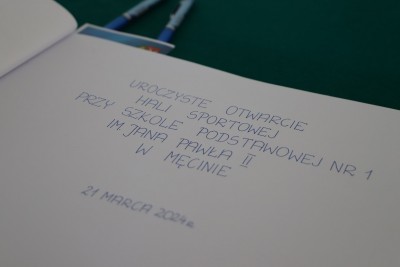 UROCZYSTE OTWARCIE
HALI SPORTOWEJ
PRZY SZKOLE PODSTAWOWEJ NR 1
IM. JANA PAWŁA II
W MĘCINIE
21 MARCA 2024 r.